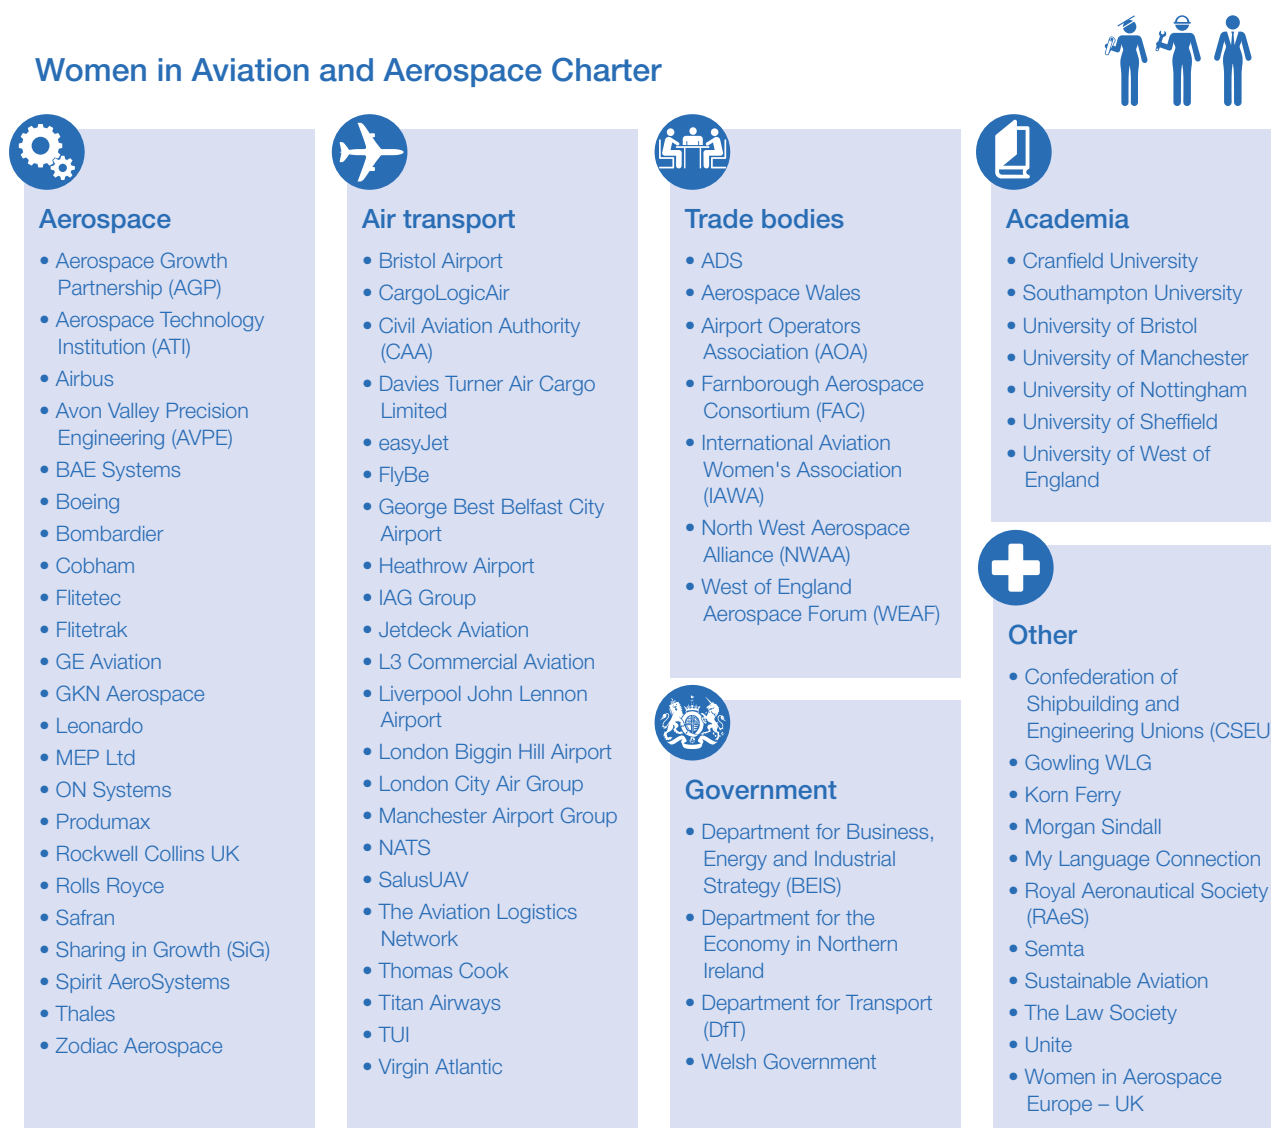 Women in Aviation and Aerospace Charter
Aerospace
• Aerospace Growth
Partnership (AGP)
• Aerospace Technology
Institution (ATI)
• Airbus
• Avon Valley Precision
Engineering (AVPE)
• BAE Systems
• Boeing
• Bombardier
• Cobham
• Flitetec
• Flitetrak
• GE Aviation
• GKN Aerospace
• Leonardo
• MEP Ltd
• ON Systems
• Produmax
• Rockwell Collins UK
• Rolls Royce
• Safran
• Sharing in Growth (SiG)
• Spirit AeroSystems
• Thales
• Zodiac Aerospace
Air transport
• Bristol Airport
• CargoLogicAir
• Civil Aviation Authority
(CAA)
• Davies Turner Air Cargo
Limited
• easyJet
• FlyBe
• George Best Belfast City
Airport
• Heathrow Airport
• IAG Group
• Jetdeck Aviation
• L3 Commercial Aviation
• Liverpool John Lennon
Airport
• London Biggin Hill Airport
• London City Air Group
• Manchester Airport Group
• NATS
• SalusUAV
• The Aviation Logistics
Network
• Thomas Cook
• Titan Airways
• TUI
• Virgin Atlantic
Trade bodies
• ADS
• Aerospace Wales
• Airport Operators
Association (AOA)
• Farnborough Aerospace
Consortium (FAC)
• International Aviation
Women's Association
(IAWA)
• North West Aerospace
Alliance (NWAA)
• West of England
Aerospace Forum (WEAF)
Government
• Department for Business,
Energy and Industrial
Strategy (BEIS)
• Department for the
Economy in Northern
Ireland
• Department for Transport
(DfT)
• Welsh Government
Academia
• Cranfield University
• Southampton University
• University of Bristol
• University of Manchester
• University of Nottingham
• University of Sheffield
• University of West of
England
Other
• Confederation of
Shipbuilding and
Engineering Unions (CSEU
• Gowling WLG
• Korn Ferry
• Morgan Sindall
• My Language Connection
• Royal Aeronautical Society
(RAeS)
• Semta
• Sustainable Aviation
• The Law Society
• Unite
• Women in Aerospace
Europe – UK